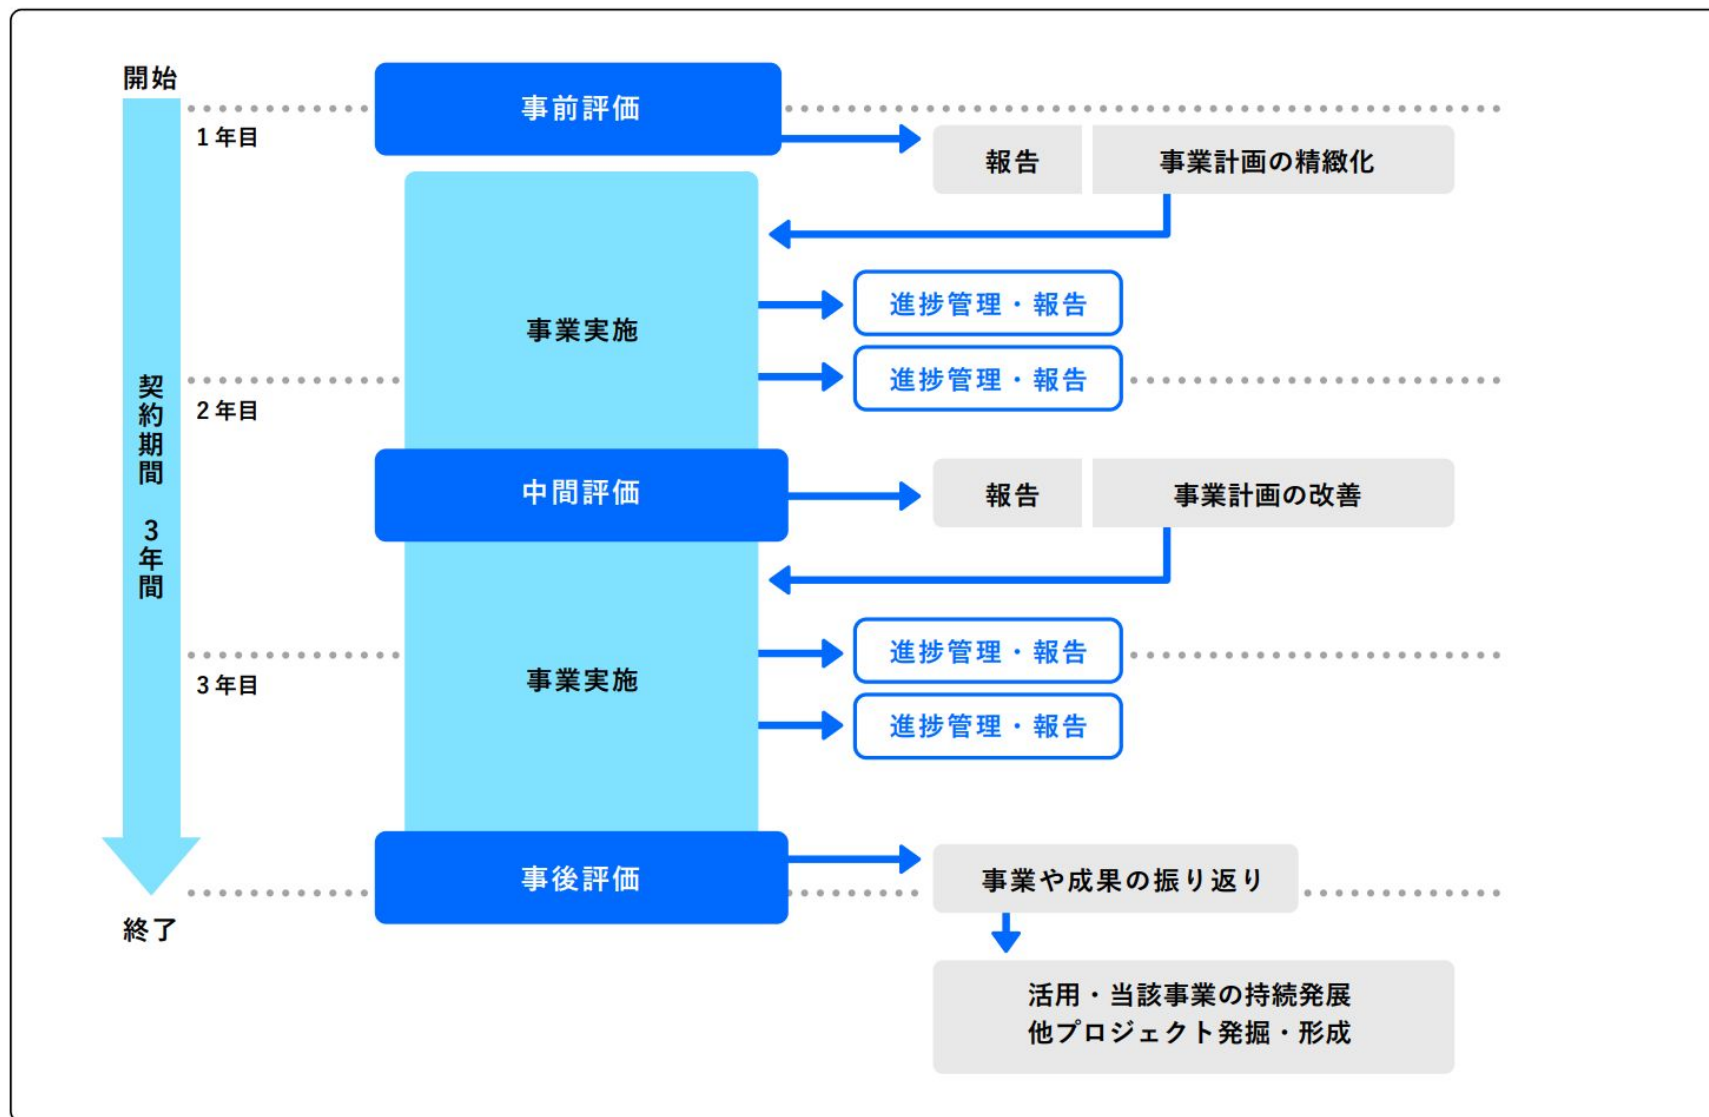 開始
事前評価
1年目
報告
事業計画の精緻化
事業実施
進捗管理・報告
進捗管理・報告
契約期間 3年間
2年目
中間評価
報告
事業計画の改善
進捗管理・報告
3年目
事業実施
進捗管理・報告
事後評価
事業や成果の振り返り
終了
活用・当該事業の持続発展
他プロジェクト発掘・形成